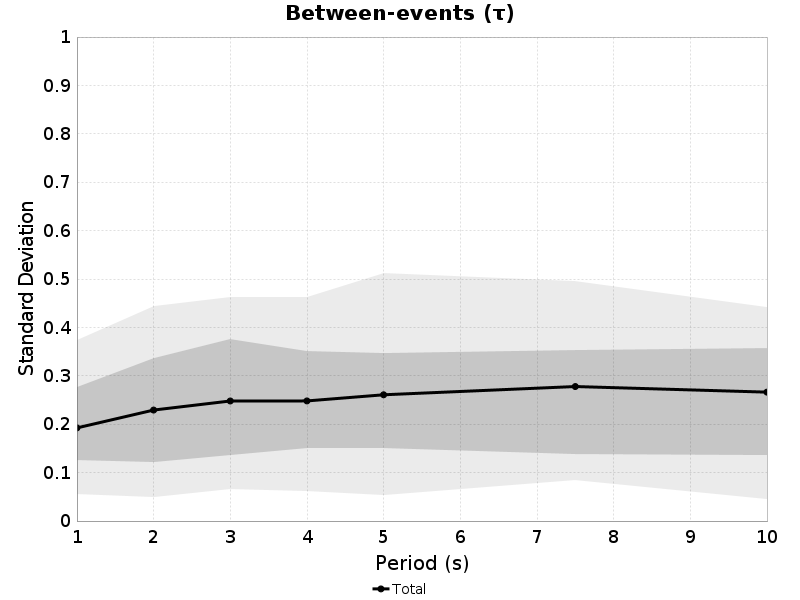 Between-events (τ)
Standard Deviation
1
0.9
0.8
0.7
0.6
0.5
0.4
0.3
0.2
0.1
0
1 2 3 4 5 6 7 8 9 10
Period (s)
Total